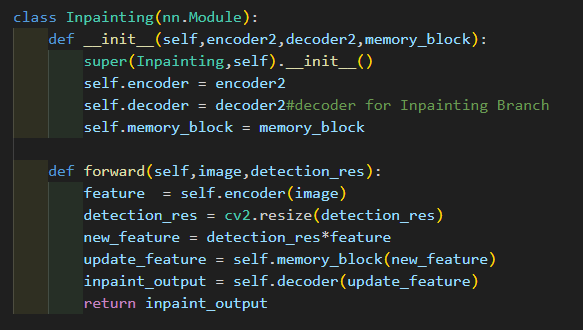 class Inpainting(nn.Module):
    def __init__(self,encoder2,decoder2,memory_block):
        super(Inpainting,self).__init__()
        self.encoder = encoder2
        self.decoder = decoder2#decoder for Inpainting Branch
        self.memory_block = memory_block

    def forward(self,image,detection_res):
        feature  = self.encoder(image)
        detection_res = cv2.resize(detection_res)
        new_feature = detection_res*feature
        update_feature = self.memory_block(new_feature)
        inpaint_output = self.decoder(update_feature)
        return inpaint_output